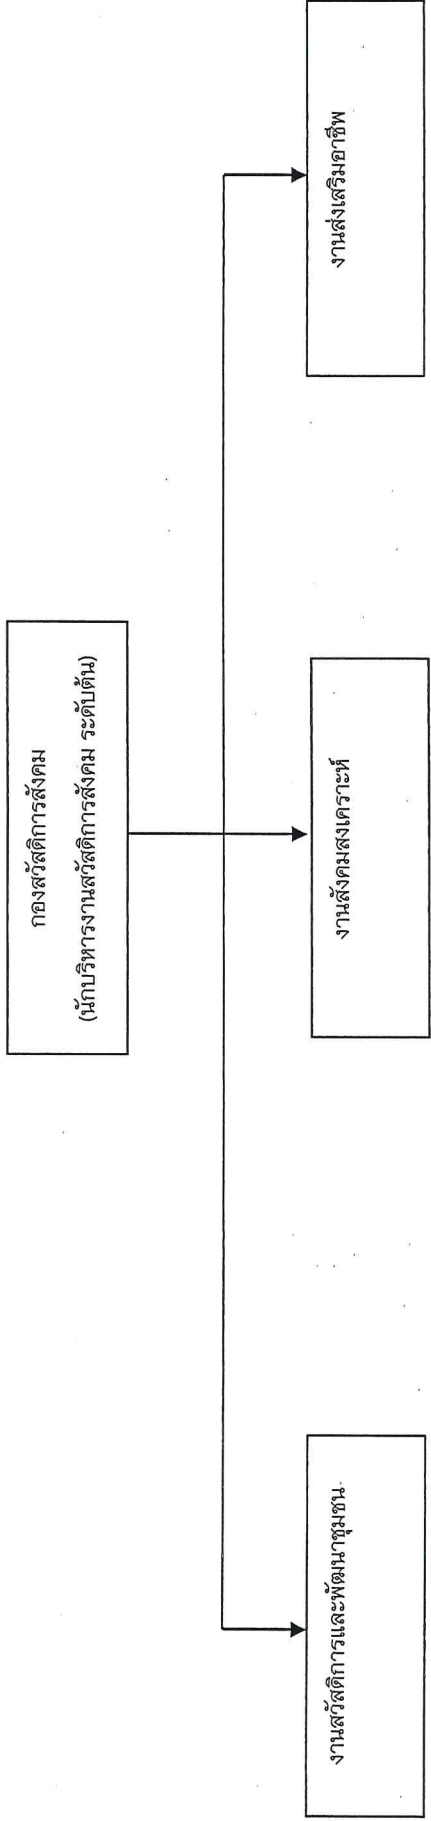 กองสวัสดิการสังคม
(นักบริหารงานสวัสดิการสังคม ระดับต้น)
งานสวัสดิการและพัฒนาชุมชน
งานสังคมสงเคราะห์
งานส่งเสริมอาชีพ